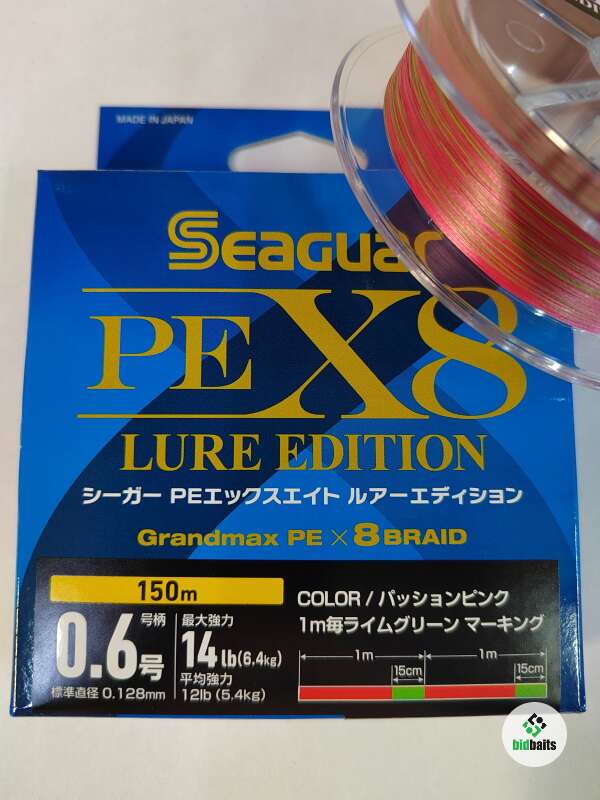 MADE IN JAPAN
Seaguar
PE X8
LURE EDITION
シーガー PEエックスエイト ルアーエディション
Grandmax PE × 8 BRAID
150m
0.6号
号柄
標準直径 0.128mm
最大強力
14lb(6.4kg)
平均強力
12lb (5.4kg)
COLOR / パッションピンク
1m毎ライムグリーン マーキング
1m 1m
15cm 15cm
bidbaits